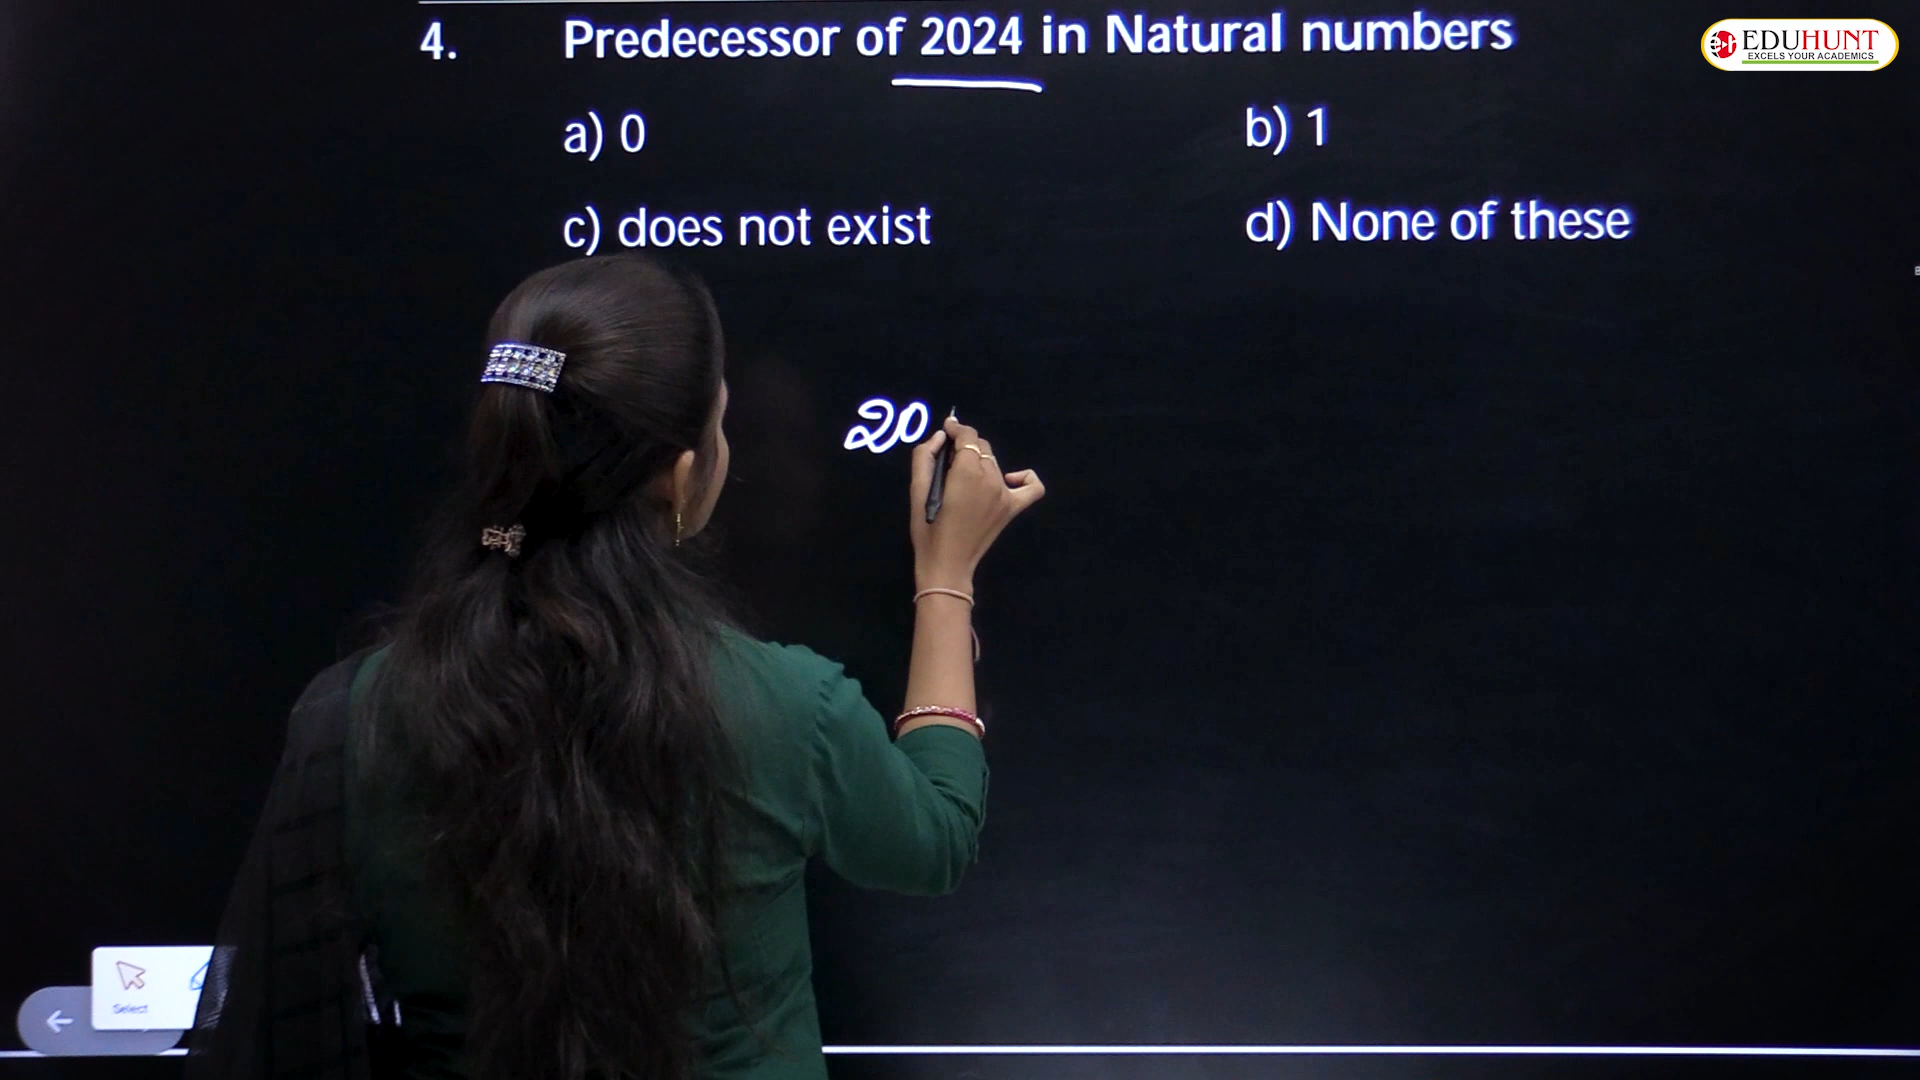 4. Predecessor of 2024 in Natural numbers
EDUHUNT
EXCELS YOUR ACADEMICS
a) 0 b) 1
c) does not exist d) None of these
20
Select